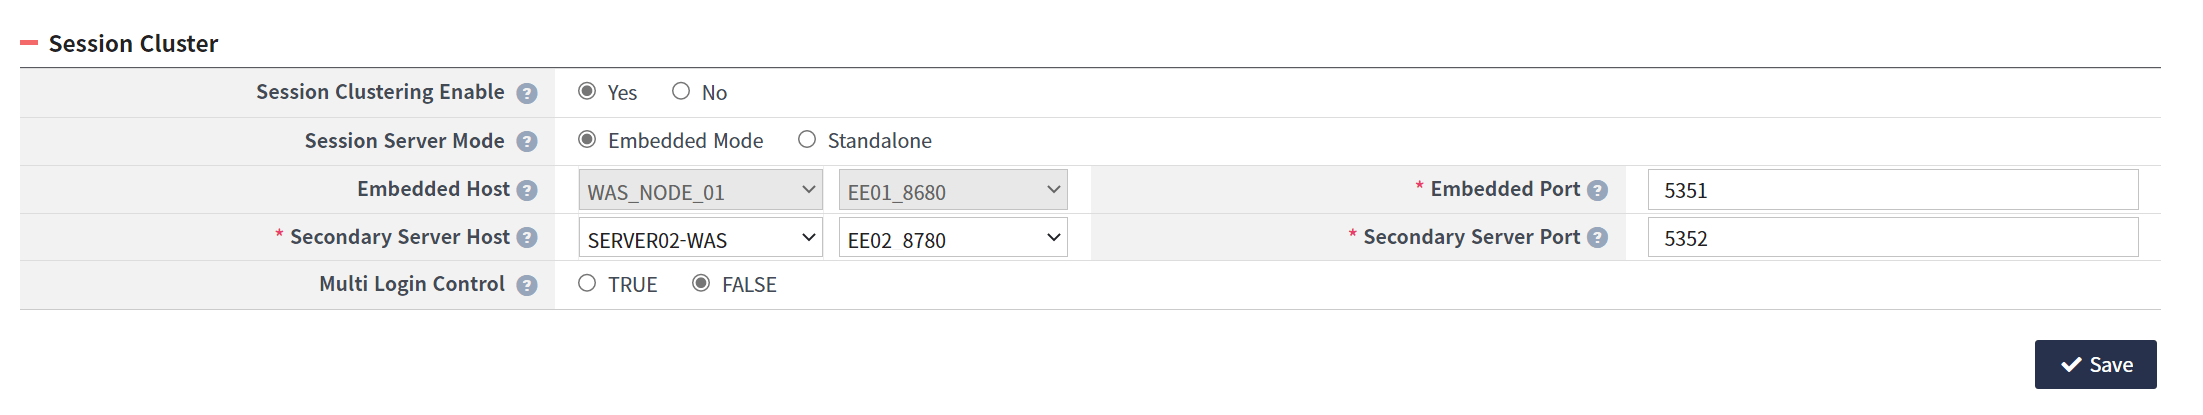 Session Cluster
Session Clustering Enable ? Yes No
Session Server Mode ? Embedded Mode Standalone
Embedded Host ? WAS_NODE_01 EE01_8680 * Embedded Port ? 5351
* Secondary Server Host ? SERVER02-WAS EE02_8780 * Secondary Server Port ? 5352
Multi Login Control ? TRUE FALSE
Save